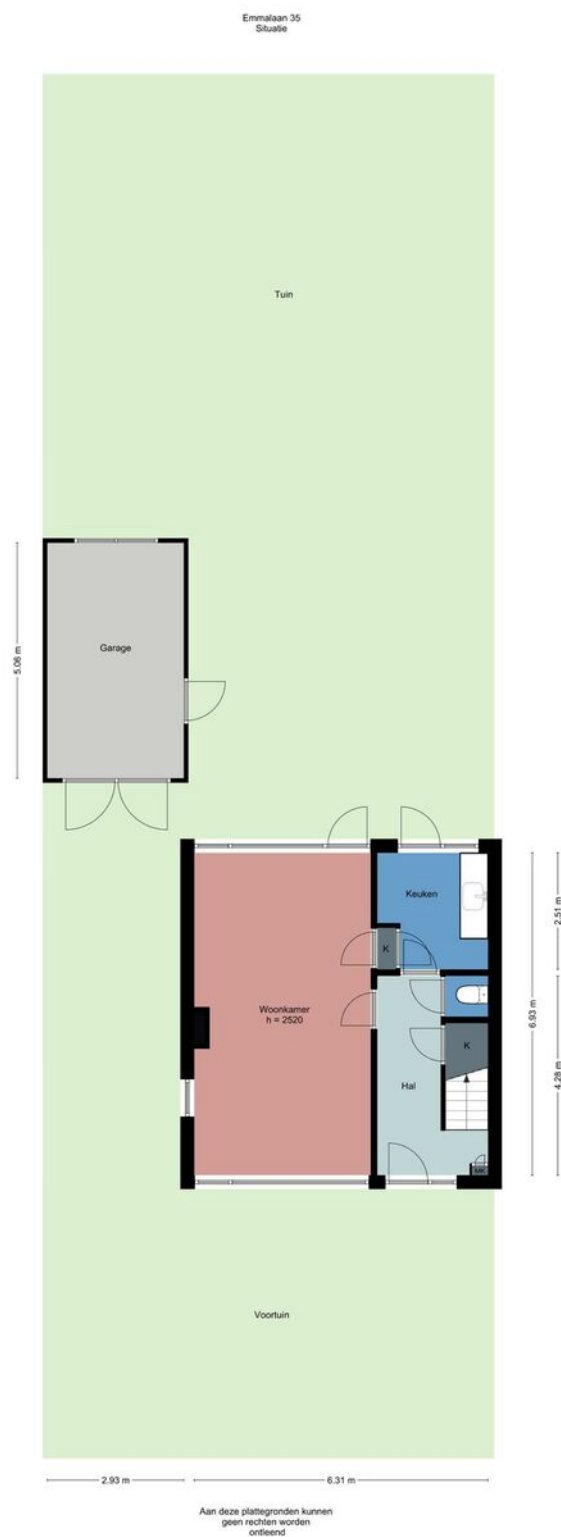 Emmalaan 35
Situatie
Tuin
5.06 m
Garage
Keuken
2.51 m
K
6.93 m
Woonkamer
h = 2520
K
4.28 m
Hal
MK
Voortuin
2.93 m
6.31 m
Aan deze plattegronden kunnen
geen rechten worden
ontleend